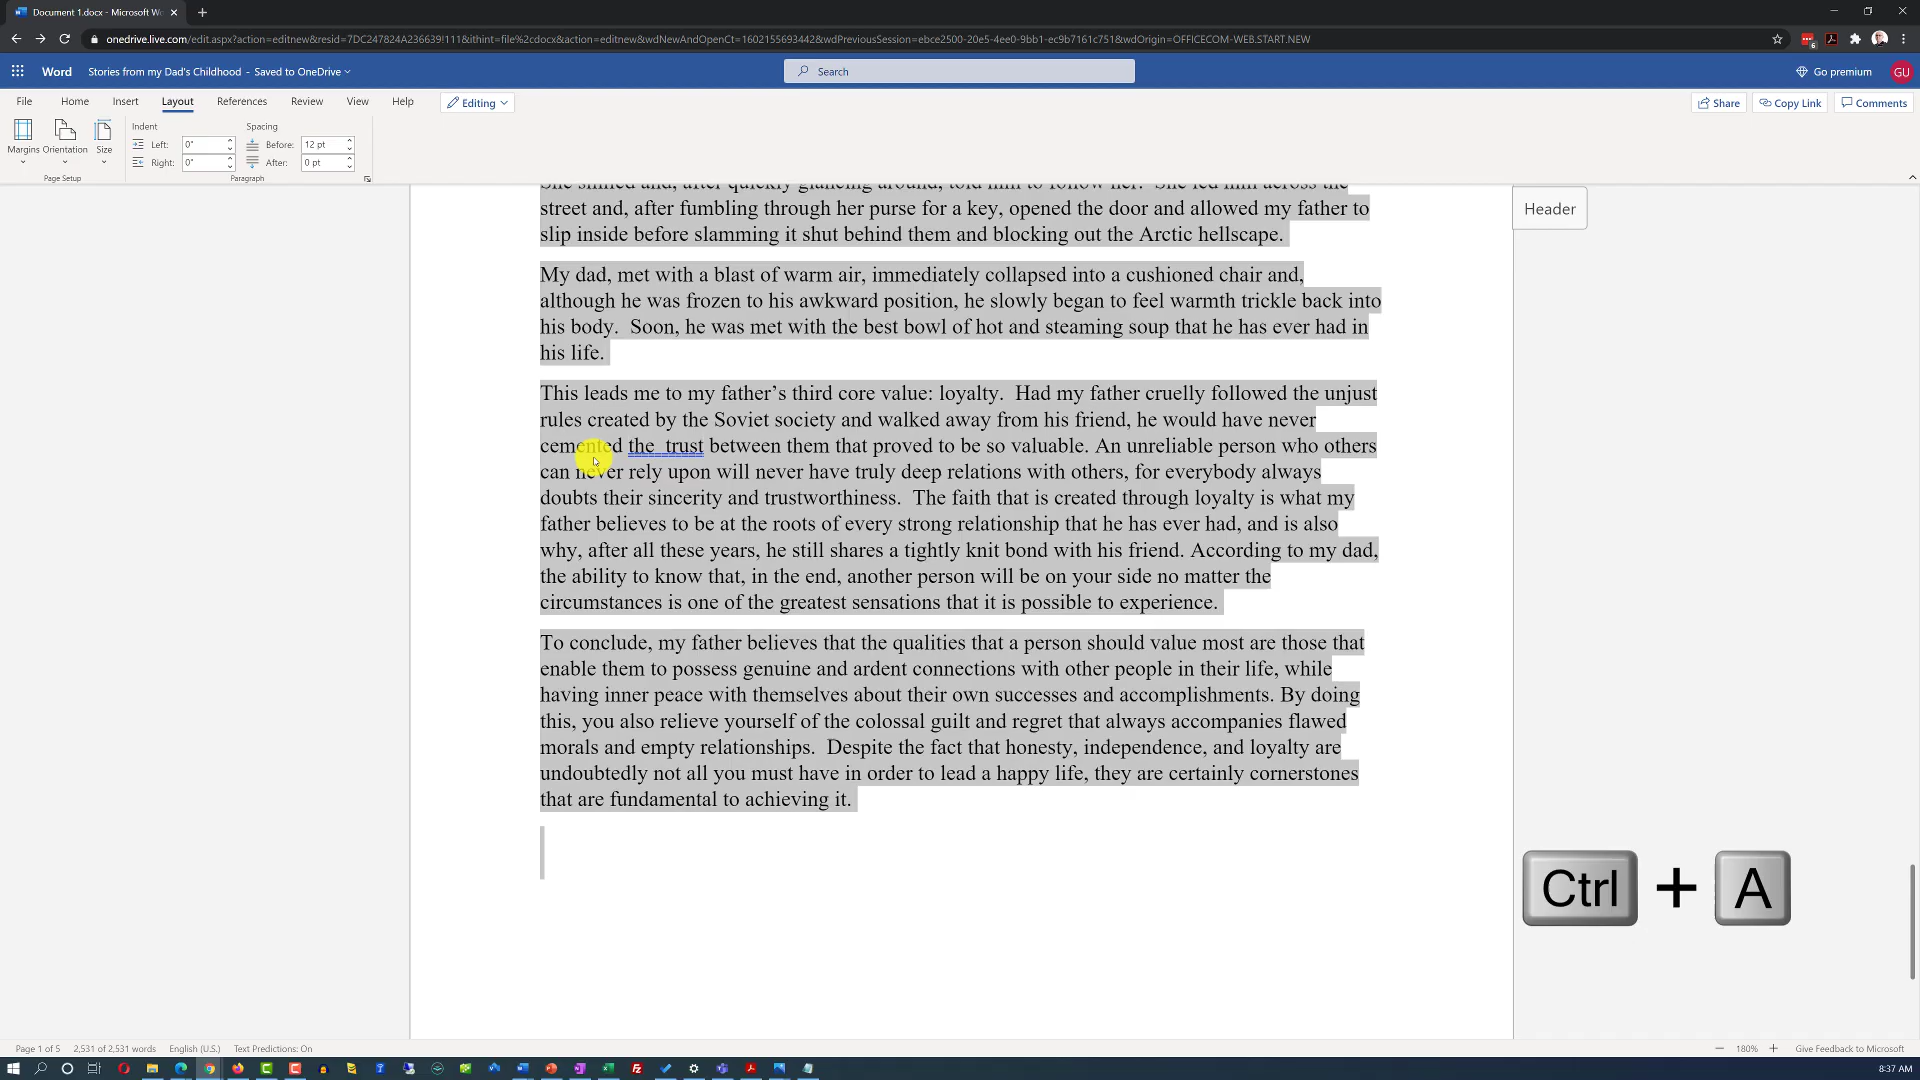 Document 1.docx - Microsoft Wo
onedrive.live.com/edit.aspx?action=editnew&resid=7DC247824A236639!111&ithint=file%2cdocx&action=editnew&wdNewAndOpenCt=1602155693442&wdPreviousSession=ebce2500-20e5-4ee0-9bb1-ec9b7161c751&wdOrigin=OFFICECOM-WEB.START.NEW
6
Word Stories from my Dad's Childhood - Saved to OneDrive Search Go premium GU
File Home Insert Layout References Review View Help Editing Share Copy Link Comments
Indent Spacing
Margins Orientation Size Left: 0" Before: 12 pt
Right: 0" After: 0 pt
Page Setup Paragraph
She smiled and, after quickly glancing around, told him to follow her.  She led him across the
street and, after fumbling through her purse for a key, opened the door and allowed my father to
slip inside before slamming it shut behind them and blocking out the Arctic hellscape.
Header
My dad, met with a blast of warm air, immediately collapsed into a cushioned chair and,
although he was frozen to his awkward position, he slowly began to feel warmth trickle back into
his body.  Soon, he was met with the best bowl of hot and steaming soup that he has ever had in
his life.
This leads me to my father’s third core value: loyalty.  Had my father cruelly followed the unjust
rules created by the Soviet society and walked away from his friend, he would have never
cemented the  trust between them that proved to be so valuable. An unreliable person who others
can never rely upon will never have truly deep relations with others, for everybody always
doubts their sincerity and trustworthiness.  The faith that is created through loyalty is what my
father believes to be at the roots of every strong relationship that he has ever had, and is also
why, after all these years, he still shares a tightly knit bond with his friend. According to my dad,
the ability to know that, in the end, another person will be on your side no matter the
circumstances is one of the greatest sensations that it is possible to experience.
To conclude, my father believes that the qualities that a person should value most are those that
enable them to possess genuine and ardent connections with other people in their life, while
having inner peace with themselves about their own successes and accomplishments. By doing
this, you also relieve yourself of the colossal guilt and regret that always accompanies flawed
morals and empty relationships.  Despite the fact that honesty, independence, and loyalty are
undoubtedly not all you must have in order to lead a happy life, they are certainly cornerstones
that are fundamental to achieving it.
Ctrl + A
Page 1 of 5 2,531 of 2,531 words English (U.S.) Text Predictions: On 180% Give Feedback to Microsoft
8:37 AM